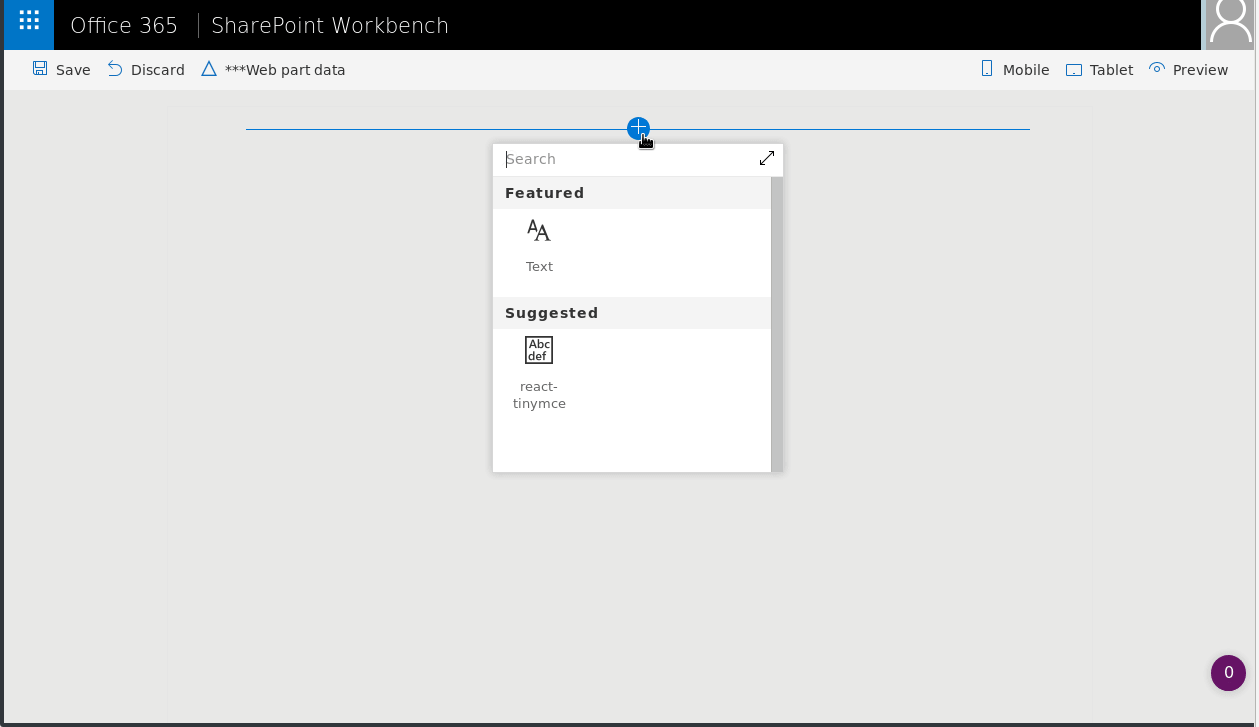 Office 365 SharePoint Workbench
Save Discard ***Web part data Mobile Tablet Preview
Search
Featured
AA
Text
Suggested
Abc
def
react-
tinymce
0